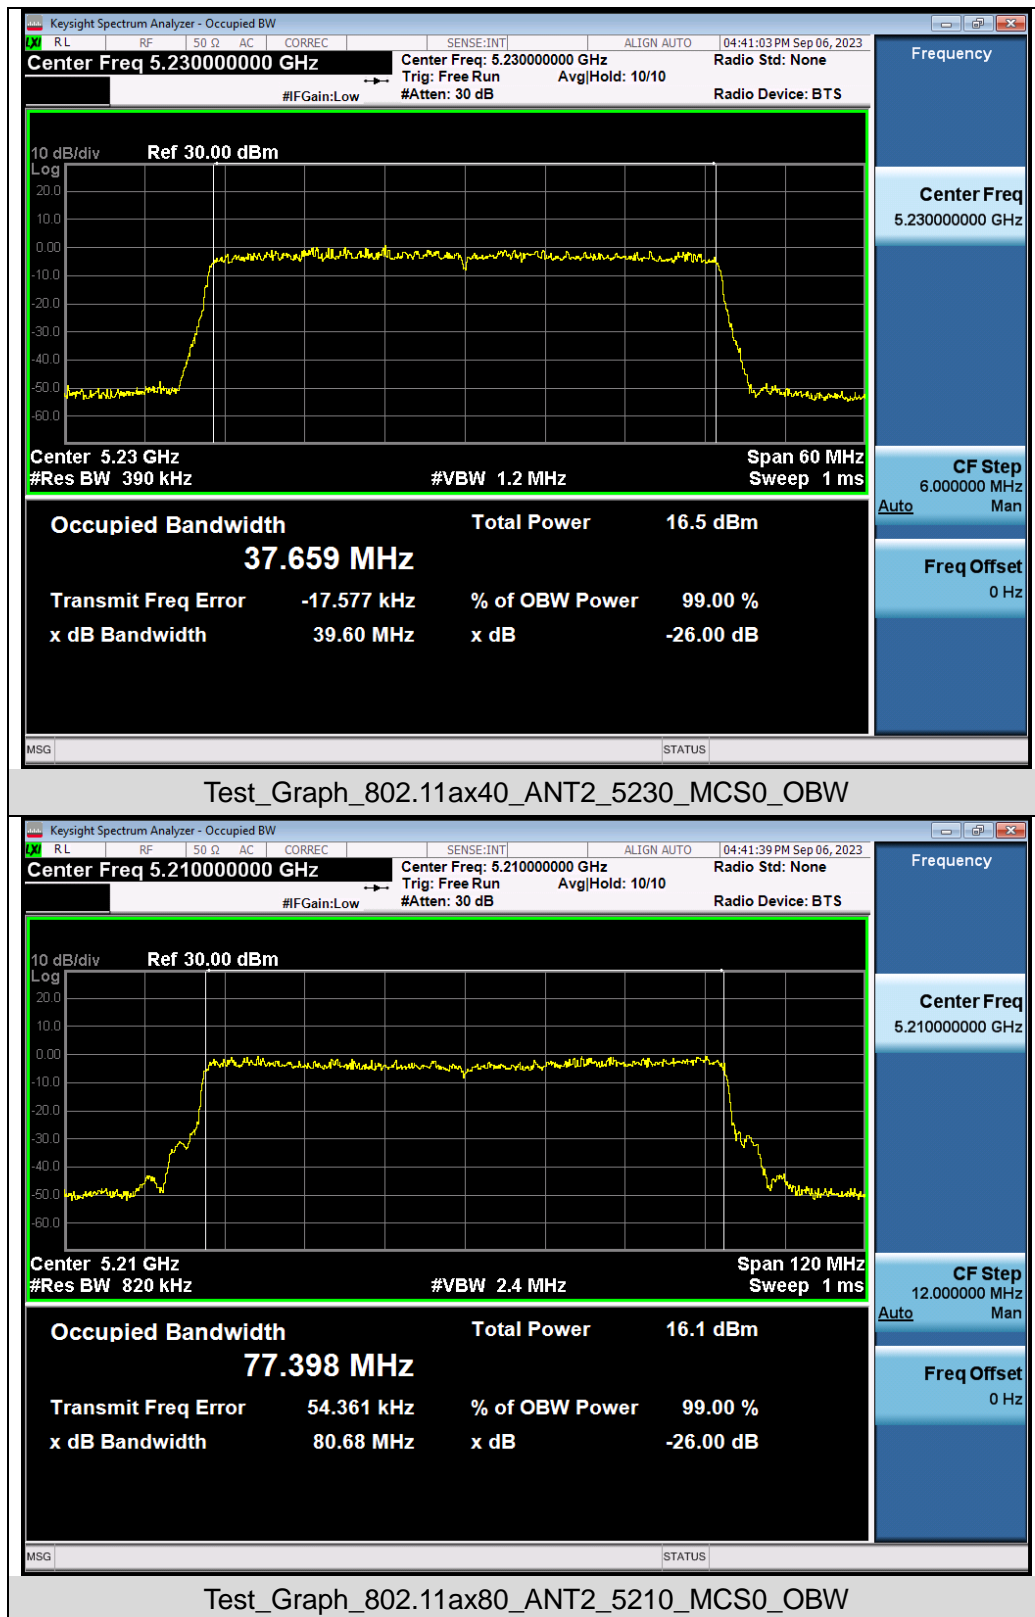 Keysight Spectrum Analyzer - Occupied BW
LXI RL RF 50 Ω AC CORREC SENSE:INT ALIGN AUTO 04:41:03 PM Sep 06, 2023
Center Freq 5.230000000 GHz Center Freq: 5.230000000 GHz Radio Std: None Frequency
Trig: Free Run Avg|Hold: 10/10
#IFGain:Low #Atten: 30 dB Radio Device: BTS
10 dB/div Ref 30.00 dBm
Log
20.0
10.0
0.00
-10.0
-20.0
-30.0
-40.0
-50.0
-60.0
Center Freq
5.230000000 GHz
Center 5.23 GHz Span 60 MHz
#Res BW 390 kHz #VBW 1.2 MHz Sweep 1 ms
CF Step
6.000000 MHz
Auto Man
Occupied Bandwidth Total Power 16.5 dBm
37.659 MHz
Freq Offset
0 Hz
Transmit Freq Error -17.577 kHz % of OBW Power 99.00 %
x dB Bandwidth 39.60 MHz x dB -26.00 dB
MSG STATUS
Test_Graph_802.11ax40_ANT2_5230_MCS0_OBW
Keysight Spectrum Analyzer - Occupied BW
LXI RL RF 50 Ω AC CORREC SENSE:INT ALIGN AUTO 04:41:39 PM Sep 06, 2023
Center Freq 5.210000000 GHz Center Freq: 5.210000000 GHz Radio Std: None Frequency
Trig: Free Run Avg|Hold: 10/10
#IFGain:Low #Atten: 30 dB Radio Device: BTS
10 dB/div Ref 30.00 dBm
Log
20.0
10.0
0.00
-10.0
-20.0
-30.0
-40.0
-50.0
-60.0
Center Freq
5.210000000 GHz
Center 5.21 GHz Span 120 MHz
#Res BW 820 kHz #VBW 2.4 MHz Sweep 1 ms
CF Step
12.000000 MHz
Auto Man
Occupied Bandwidth Total Power 16.1 dBm
77.398 MHz
Freq Offset
0 Hz
Transmit Freq Error 54.361 kHz % of OBW Power 99.00 %
x dB Bandwidth 80.68 MHz x dB -26.00 dB
MSG STATUS
Test_Graph_802.11ax80_ANT2_5210_MCS0_OBW